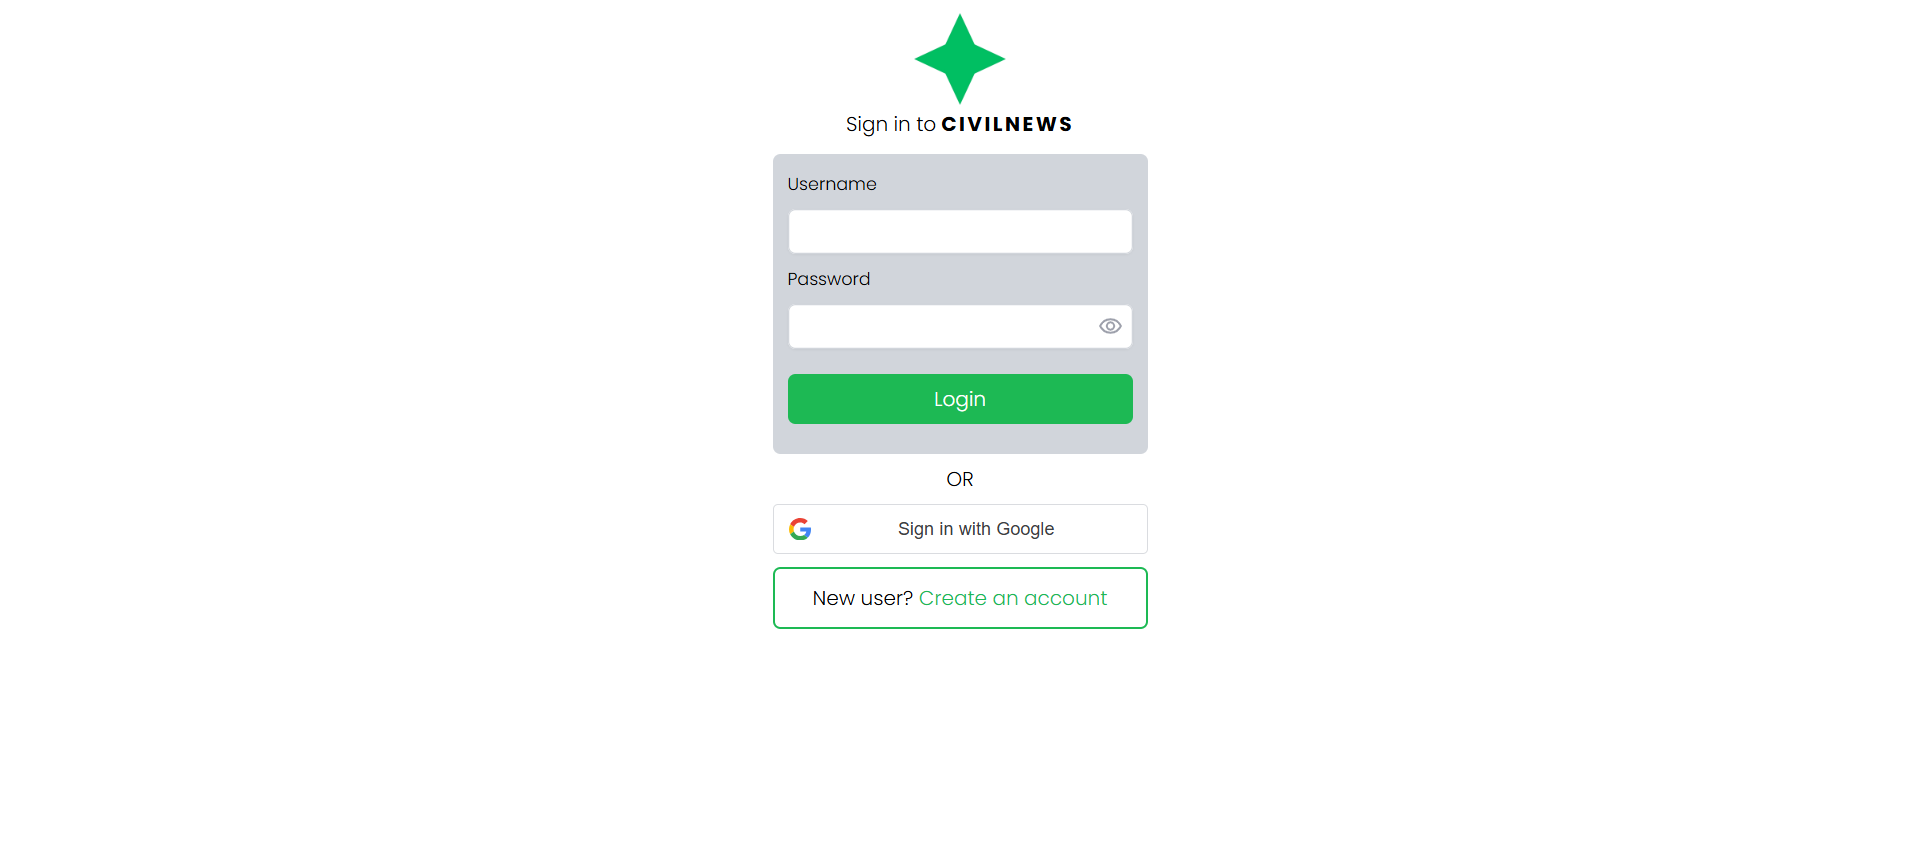 Sign in to CIVILNEWS
Username
Password
Login
OR
Sign in with Google
New user? Create an account